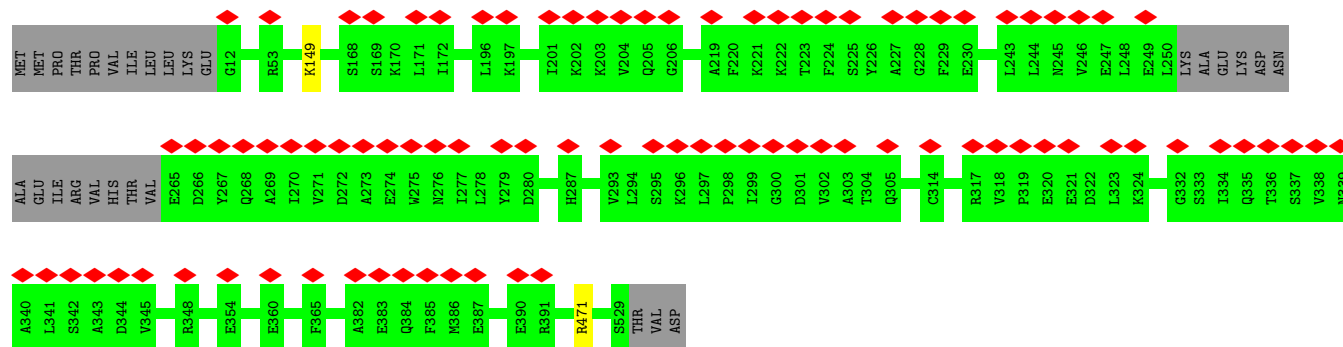 MET MET PRO THR PRO VAL ILE LEU LEU LYS GLU G12 R53 K149 S168 S169 K170 L171 I172 L196 K197 I201 K202 K203 V204 Q205 G206 A219 F220 K221 K222 T223 F224 S225 Y226 A227 G228 F229 E230 L243 L244 N245 V246 E247 L248 E249 L250 LYS ALA GLU LYS ASP ASN
ALA GLU ILE ARG VAL HIS THR VAL E265 D266 Y267 Q268 A269 I270 V271 D272 A273 E274 W275 N276 I277 L278 Y279 D280 H287 V293 L294 S295 K296 L297 P298 I299 G300 D301 V302 A303 T304 Q305 C314 R317 V318 P319 E320 E321 D322 L323 K324 G332 S333 I334 Q335 T336 S337 V338 N339
A340 L341 S342 A343 D344 V345 R348 E354 E360 F365 A382 E383 Q384 F385 M386 E387 E390 R391 R471 S529 THR VAL ASP